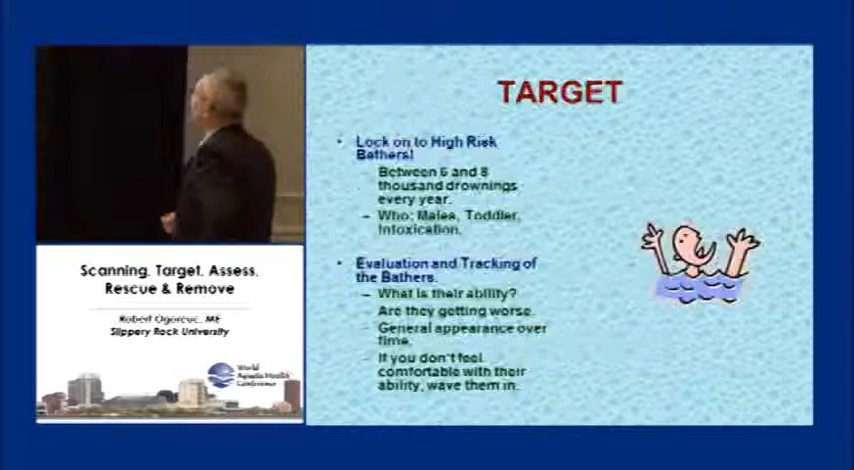 TARGET
Lock on to High Risk
Bathers!
Between 6 and 8
thousand drownings
every year.
– Who: Males, Toddler,
Intoxication.
Evaluation and Tracking of
the Bathers.
– What is their ability?
Are they getting worse.
General appearance over
time.
If you don't feel
comfortable with their
ability, wave them in.
Scanning, Target, Assess,
Rescue & Remove
Robert
Slippery Rock University
World
Aquatic Health
Conference